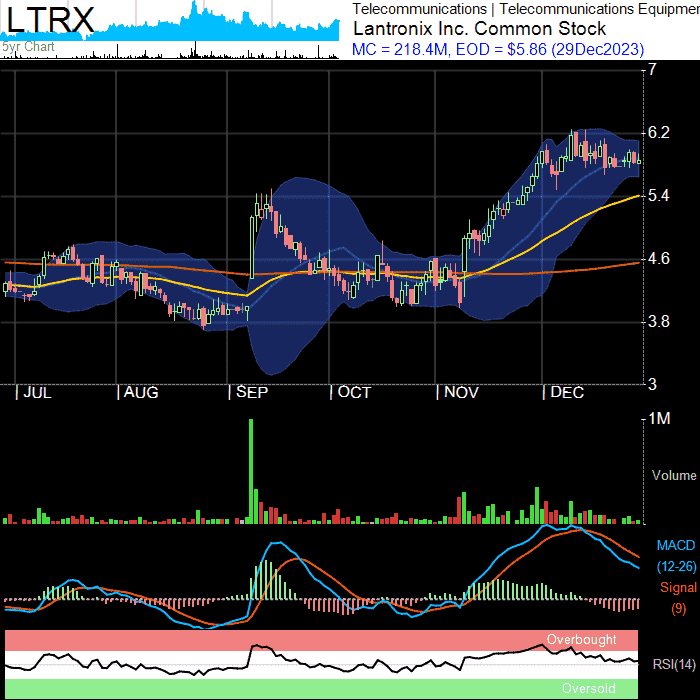 LTRX
5yr Chart
Telecommunications | Telecommunications Equipmen
Lantronix Inc. Common Stock
MC = 218.4M, EOD = $5.86 (29Dec2023)
7
6.2
5.4
4.6
3.8
3
JUL AUG SEP OCT NOV DEC
1M
Volume
MACD
(12-26)
Signal
(9)
Overbought
RSI(14)
Oversold